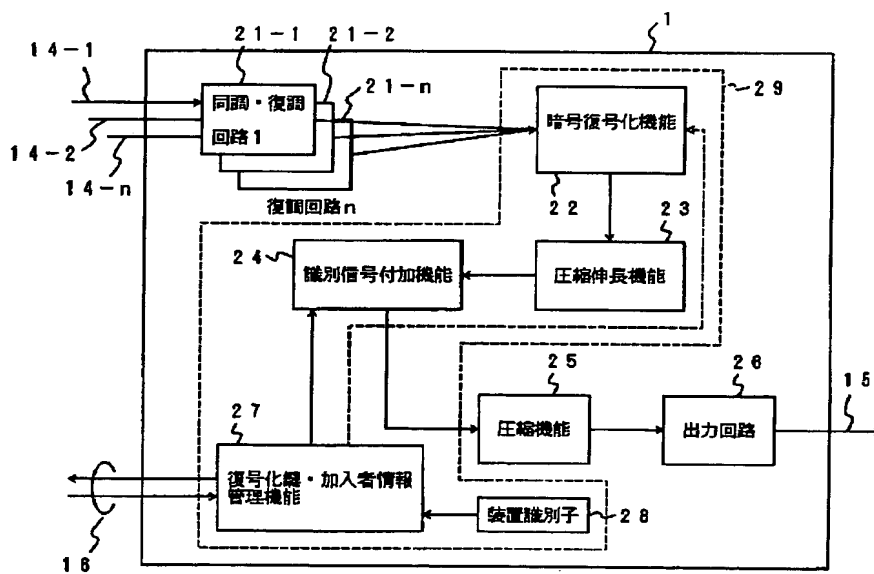 1
14-1
21-1
21-2
21-n
29
同調・復調
回路1
14-2
14-n
復調回路n
暗号復号化機能
22
23
24
識別信号付加機能
圧縮伸長機能
25
26
15
27
圧縮機能
出力回路
復号化鍵・加入者情報
管理機能
装置識別子
28
16